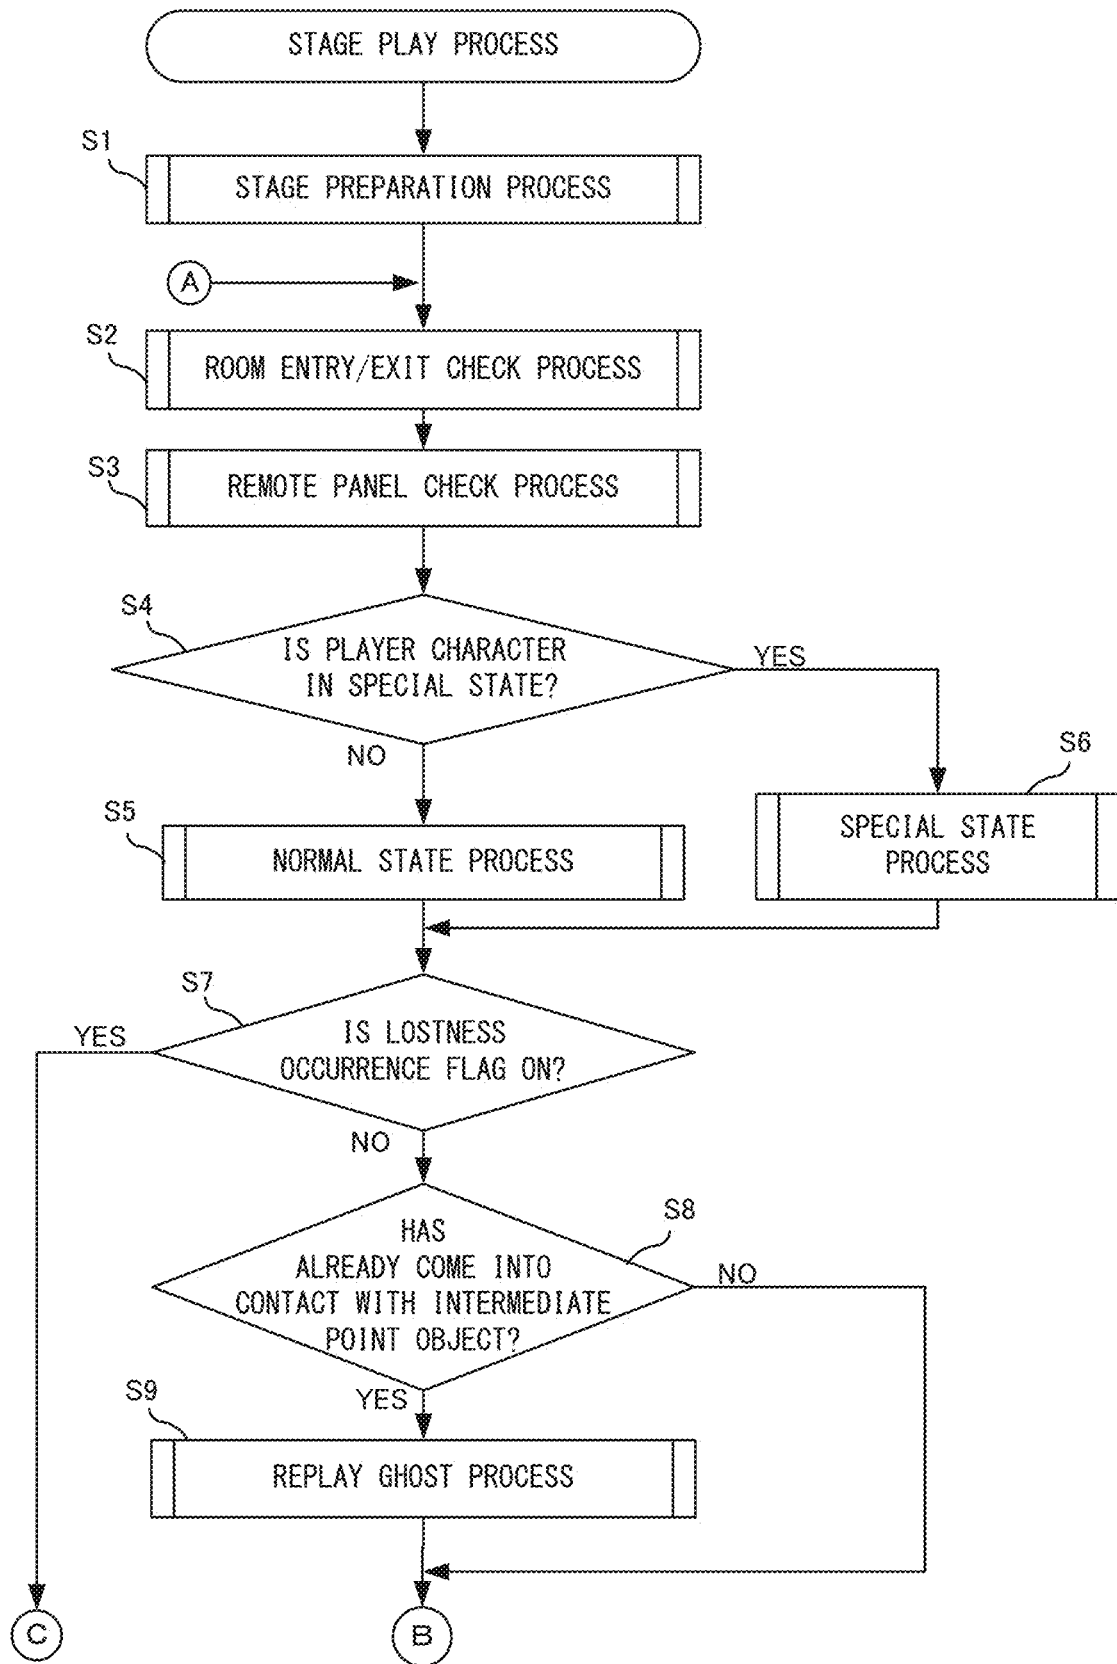 STAGE PLAY PROCESS
S1
STAGE PREPARATION PROCESS
A
S2
ROOM ENTRY/EXIT CHECK PROCESS
S3
REMOTE PANEL CHECK PROCESS
S4
IS PLAYER CHARACTER
IN SPECIAL STATE?
YES
NO
S6
SPECIAL STATE
PROCESS
S5
NORMAL STATE PROCESS
S7
YES
IS LOSTNESS
OCCURRENCE FLAG ON?
NO
S8
HAS
ALREADY COME INTO
CONTACT WITH INTERMEDIATE
POINT OBJECT?
NO
YES
S9
REPLAY GHOST PROCESS
C
B